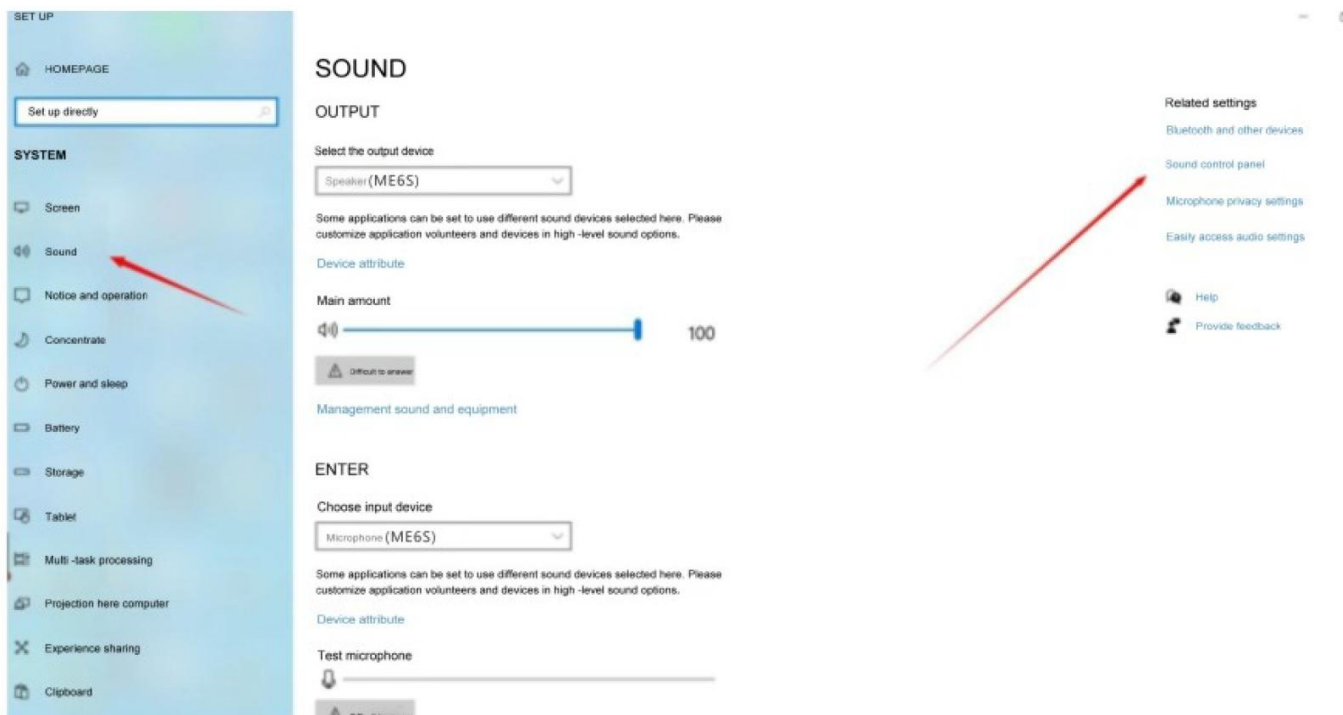 SET UP
HOMEPAGE
Set up directly
SYSTEM
Screen
Sound
Notice and operation
Concentrate
Power and sleep
Battery
Storage
Tablet
Multi -task processing
Projection here computer
Experience sharing
Clipboard
SOUND
OUTPUT
Select the output device
Speaker(ME6S)
Some applications can be set to use different sound devices selected here. Please
customize application volunteers and devices in high -level sound options.
Device attribute
Main amount
100
Difficult to answer
Management sound and equipment
ENTER
Choose input device
Microphone (ME6S)
Some applications can be set to use different sound devices selected here. Please
customize application volunteers and devices in high -level sound options.
Device attribute
Test microphone
Related settings
Bluetooth and other devices
Sound control panel
Microphone privacy settings
Easily access audio settings
Help
Provide feedback